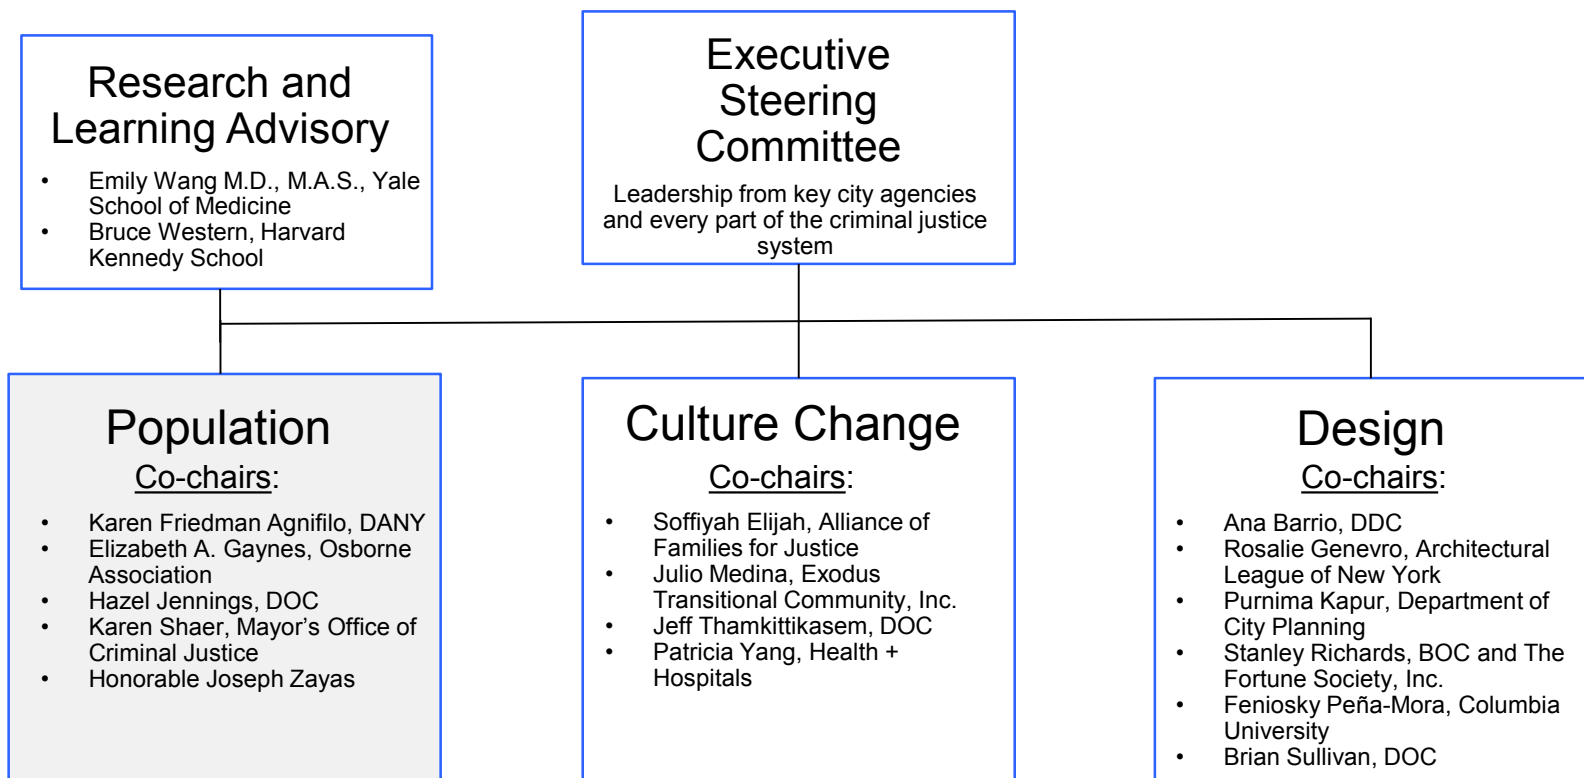 Research and
Learning Advisory
• Emily Wang M.D., M.A.S., Yale
School of Medicine
• Bruce Western, Harvard
Kennedy School
Executive
Steering
Committee
Leadership from key city agencies
and every part of the criminal justice
system
Population
Co-chairs:
• Karen Friedman Agnifilo, DANY
• Elizabeth A. Gaynes, Osborne
Association
• Hazel Jennings, DOC
• Karen Shaer, Mayor’s Office of
Criminal Justice
• Honorable Joseph Zayas
Culture Change
Co-chairs:
• Soffiyah Elijah, Alliance of
Families for Justice
• Julio Medina, Exodus
Transitional Community, Inc.
• Jeff Thamkittikasem, DOC
• Patricia Yang, Health +
Hospitals
Design
Co-chairs:
• Ana Barrio, DDC
• Rosalie Genevro, Architectural
League of New York
• Purnima Kapur, Department of
City Planning
• Stanley Richards, BOC and The
Fortune Society, Inc.
• Feniosky Peña-Mora, Columbia
University
• Brian Sullivan, DOC